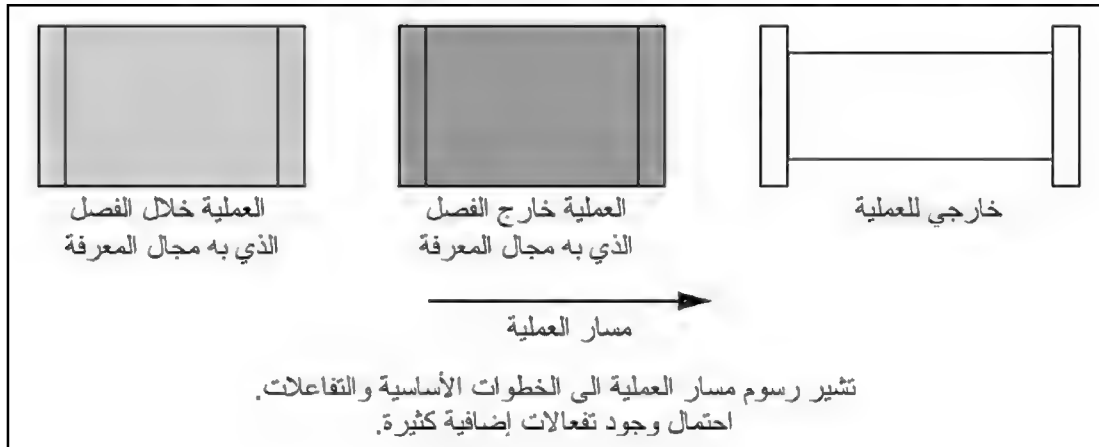 العملية خلال الفصل
الذي به مجال المعرفة
العملية خارج الفصل
الذي به مجال المعرفة
خارجي للعملية
مسار العملية
تشير رسوم مسار العملية الى الخطوات الأساسية والتفاعلات.
احتمال وجود تفعالات إضافية كثيرة.